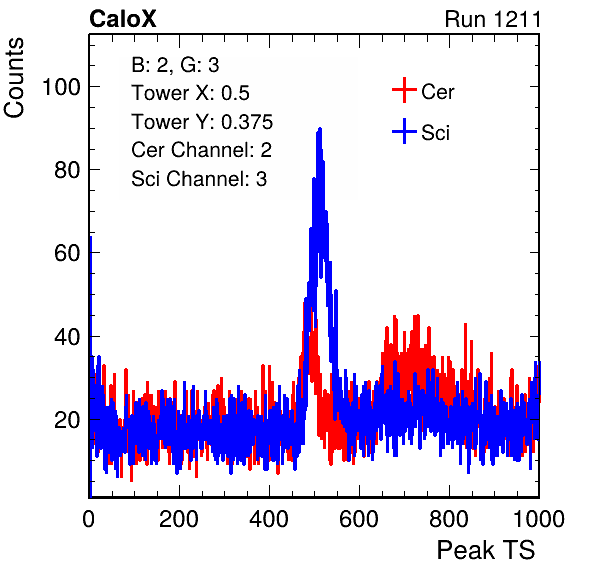 CaloX Run 1211
Counts
B: 2, G: 3
Tower X: 0.5
Tower Y: 0.375
Cer Channel: 2
Sci Channel: 3
Cer
Sci
100
80
60
40
20
0 200 400 600 800 1000
Peak TS